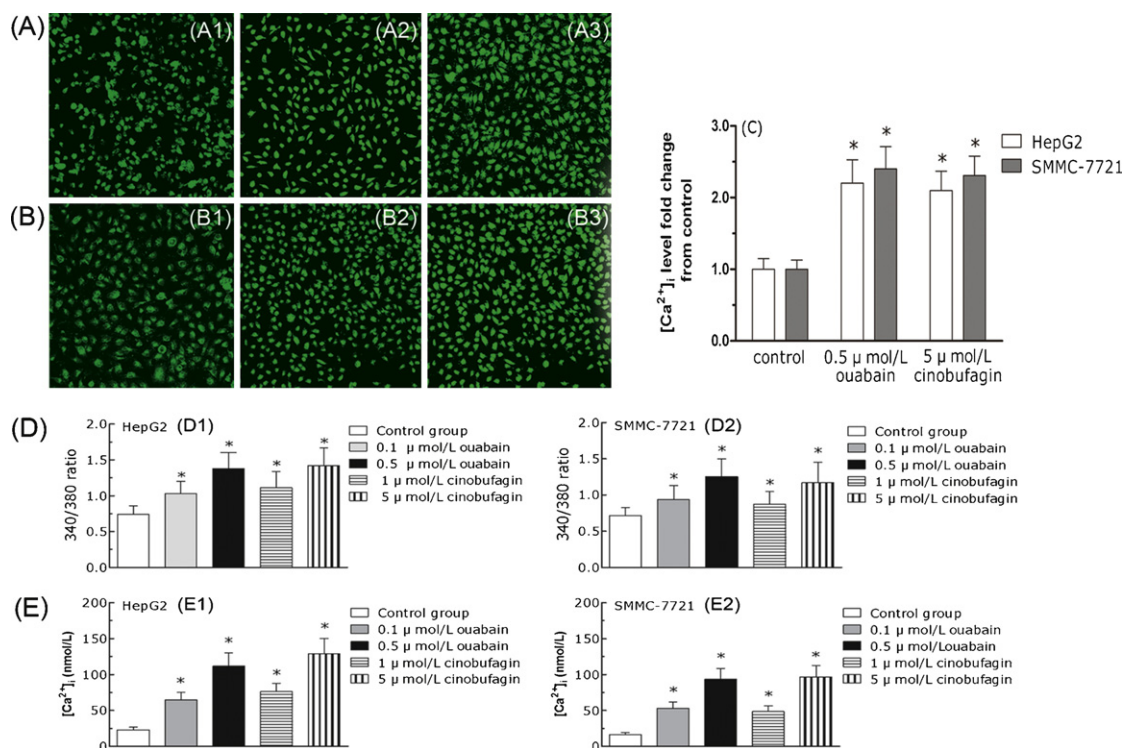 (A)
(A1)
(A2)
(A3)
(B)
(B1)
(B2)
(B3)
(C)
[Ca²⁺]ᵢ level fold change
from control
3.0
2.0
1.0
0.0
HepG2
SMMC-7721
control
0.5 µ mol/L
ouabain
5 µ mol/L
cinobufagin
* * * *
(D)
HepG2 (D1)
340/380 ratio
2.0
1.5
1.0
0.5
0.0
* * * *
Control group
0.1 µ mol/L ouabain
0.5 µ mol/L ouabain
1 µ mol/L cinobufagin
5 µ mol/L cinobufagin
SMMC-7721 (D2)
340/380 ratio
2.0
1.5
1.0
0.5
0.0
* * * *
Control group
0.1 µ mol/L ouabain
0.5 µ mol/L ouabain
1 µ mol/L cinobufagin
5 µ mol/L cinobufagin
(E)
HepG2 (E1)
[Ca²⁺]ᵢ (nmol/L)
200
150
100
50
0
* * * *
Control group
0.1 µ mol/L ouabain
0.5 µ mol/L ouabain
1 µ mol/L cinobufagin
5 µ mol/L cinobufagin
SMMC-7721 (E2)
[Ca²⁺]ᵢ (nmol/L)
200
150
100
50
0
* * * *
Control group
0.1 µ mol/L ouabain
0.5 µ mol/Louabain
1 µ mol/L cinobufagin
5 µ mol/L cinobufagin